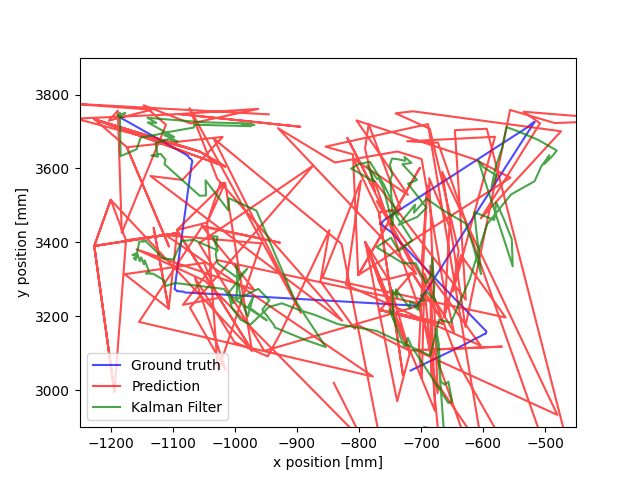 3800
3600
3400
3200
3000
y position [mm]
Ground truth
Prediction
Kalman Filter
−1200 −1100 −1000 −900 −800 −700 −600 −500
x position [mm]